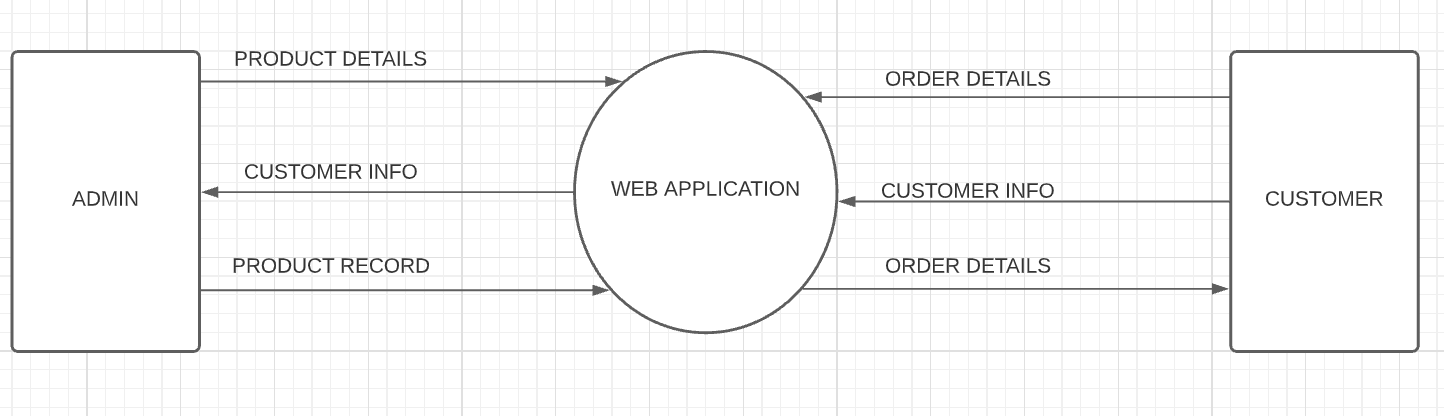 PRODUCT DETAILS
ORDER DETAILS
CUSTOMER INFO
CUSTOMER INFO
ADMIN
WEB APPLICATION
CUSTOMER
PRODUCT RECORD
ORDER DETAILS